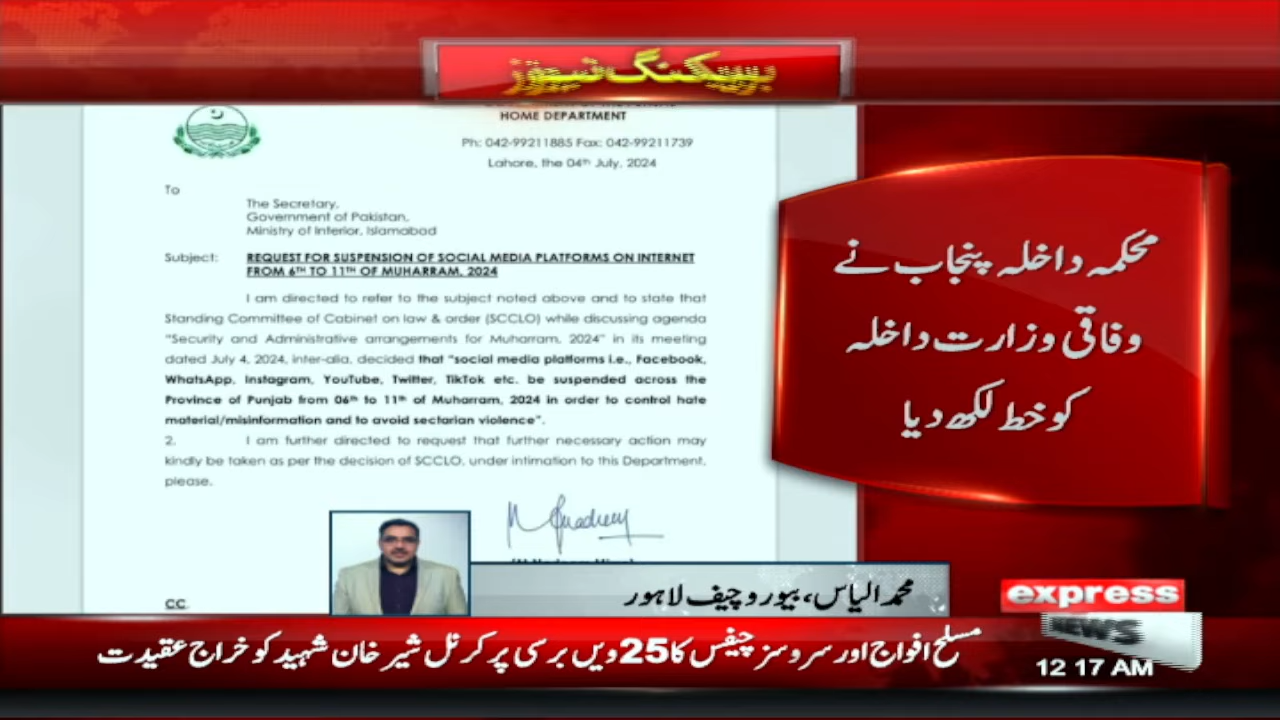 بریکنگ نیوز
HOME DEPARTMENT
Ph: 042-99211885 Fax: 042-99211739
Lahore, the 04th July, 2024
To
The Secretary,
Government of Pakistan,
Ministry of Interior, Islamabad
Subject: REQUEST FOR SUSPENSION OF SOCIAL MEDIA PLATFORMS ON INTERNET
FROM 6TH TO 11TH OF MUHARRAM, 2024
I am directed to refer to the subject noted above and to state that
Standing Committee of Cabinet on law & order (SCCLO) while discussing agenda
"Security and Administrative arrangements for Muharram, 2024" in its meeting
dated July 4, 2024, inter-alia, decided that "social media platforms i.e., Facebook,
WhatsApp, Instagram, YouTube, Twitter, TikTok etc. be suspended across the
Province of Punjab from 06th to 11th of Muharram, 2024 in order to control hate
material/misinformation and to avoid sectarian violence".
2. I am further directed to request that further necessary action may
kindly be taken as per the decision of SCCLO, under intimation to this Department,
please.
CC.
محکمہ داخلہ پنجاب نے
وفاقی وزارت داخلہ
کو خط لکھ دیا
محمد الیاس، بیورو چیف لاہور
express
NEWS
12 17 AM
مسلح افواج اور سروسز چیفس کا 25ویں برسی پر کرنل شیر خان شہید کو خراج عقیدت